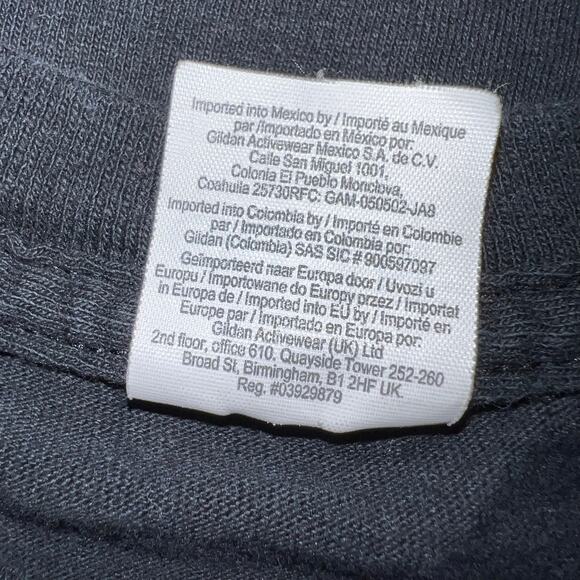 Imported into Mexico by / Importé au Mexique
par /Importado en México por:
Gildan Activewear Mexico S.A. de C.V.
Calle San Miguel 1001,
Colonia El Pueblo Monclova,
Coahuila 25730RFC: GAM-050502-JA8
Imported into Colombia by / Importé en Colombie
par / Importado en Colombia por:
Gildan (Colombia) SAS SIC # 900597097
Geïmporteerd naar Europa door / Uvozi u
Europu / Importowane do Europy przez / Importat
in Europa de / Imported into EU by / Importé en
Europe par / Importado en Europa por:
Gildan Activewear (UK) Ltd
2nd floor, office 610, Quayside Tower 252-260
Broad St, Birmingham, B1 2HF UK.
Reg. #03929879